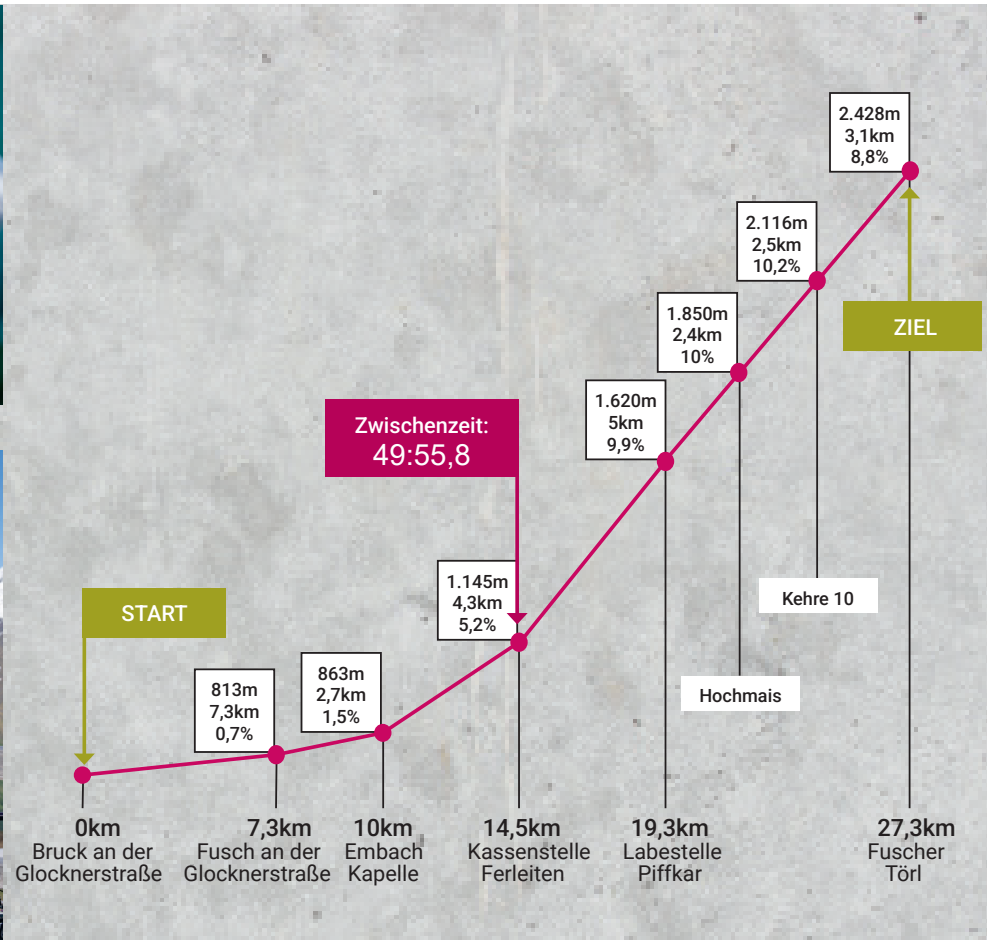 2.428m
3,1km
8,8%
2.116m
2,5km
10,2%
1.850m
2,4km
10%
ZIEL
1.620m
5km
9,9%
Zwischenzeit:
49:55,8
1.145m
4,3km
5,2%
START
Kehre 10
813m
7,3km
0,7%
863m
2,7km
1,5%
Hochmais
0km
Bruck an der
Glocknerstraße
7,3km
Fusch an der
Glocknerstraße
10km
Embach
Kapelle
14,5km
Kassenstelle
Ferleiten
19,3km
Labestelle
Piffkar
27,3km
Fuscher
Törl